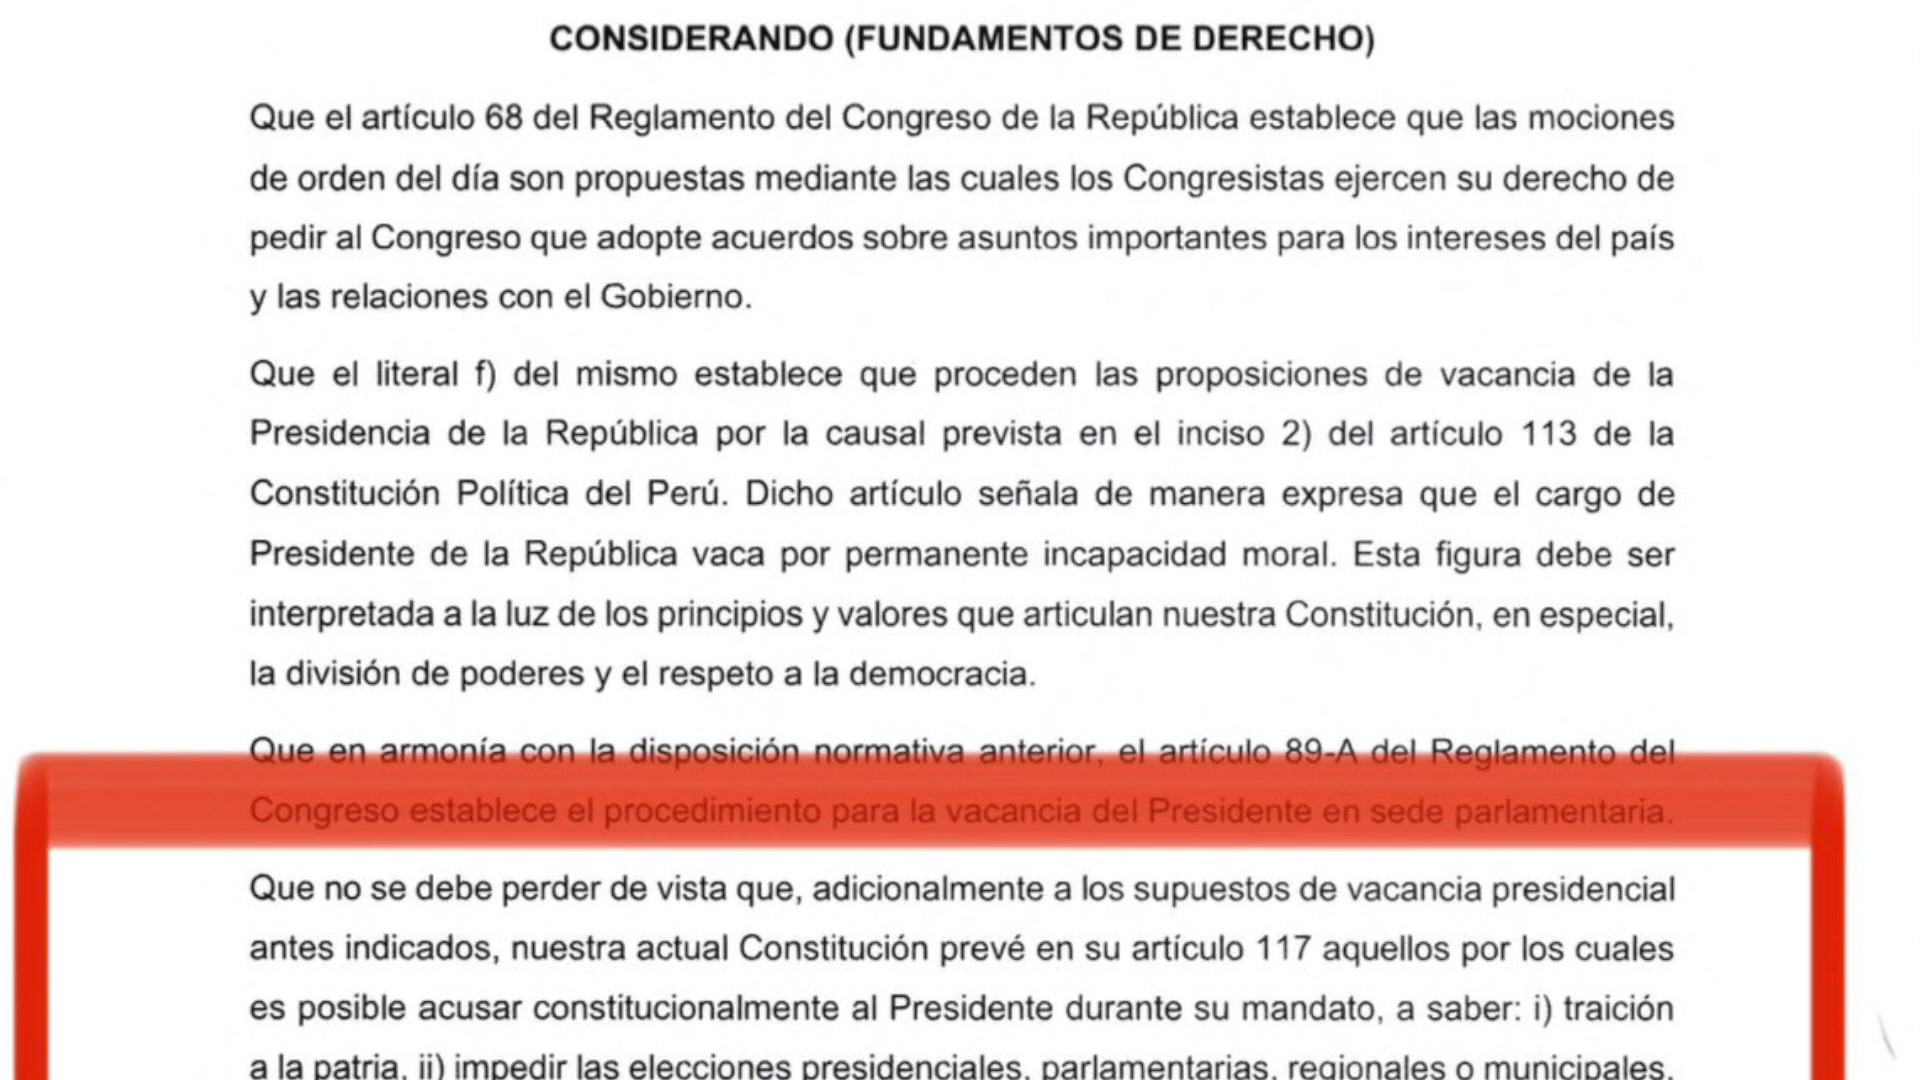 CONSIDERANDO (FUNDAMENTOS DE DERECHO)
Que el artículo 68 del Reglamento del Congreso de la República establece que las mociones
de orden del día son propuestas mediante las cuales los Congresistas ejercen su derecho de
pedir al Congreso que adopte acuerdos sobre asuntos importantes para los intereses del país
y las relaciones con el Gobierno.
Que el literal f) del mismo establece que proceden las proposiciones de vacancia de la
Presidencia de la República por la causal prevista en el inciso 2) del artículo 113 de la
Constitución Política del Perú. Dicho artículo señala de manera expresa que el cargo de
Presidente de la República vaca por permanente incapacidad moral. Esta figura debe ser
interpretada a la luz de los principios y valores que articulan nuestra Constitución, en especial,
la división de poderes y el respeto a la democracia.
Que en armonía con la disposición normativa anterior, el artículo 89-A del Reglamento del
Congreso establece el procedimiento para la vacancia del Presidente en sede parlamentaria.
Que no se debe perder de vista que, adicionalmente a los supuestos de vacancia presidencial
antes indicados, nuestra actual Constitución prevé en su artículo 117 aquellos por los cuales
es posible acusar constitucionalmente al Presidente durante su mandato, a saber: i) traición
a la patria, ii) impedir las elecciones presidenciales, parlamentarias, regionales o municipales,